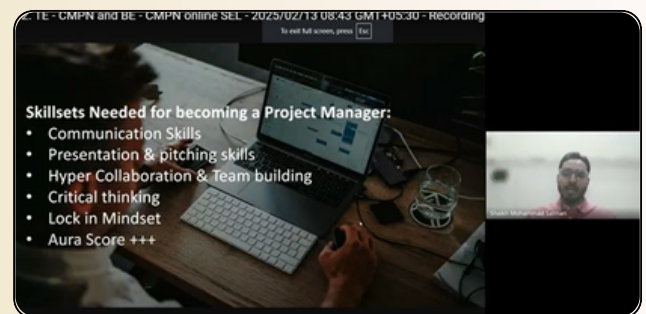 2. TE - CMPN and BE - CMPN online SEL - 2025/02/13 08:43 GMT+05:30 - Recording
To exit full screen, press Esc
Skillsets Needed for becoming a Project Manager:
• Communication Skills
• Presentation & pitching skills
• Hyper Collaboration & Team building
• Critical thinking
• Lock in Mindset
• Aura Score +++
Shaikh Mohammad Salman